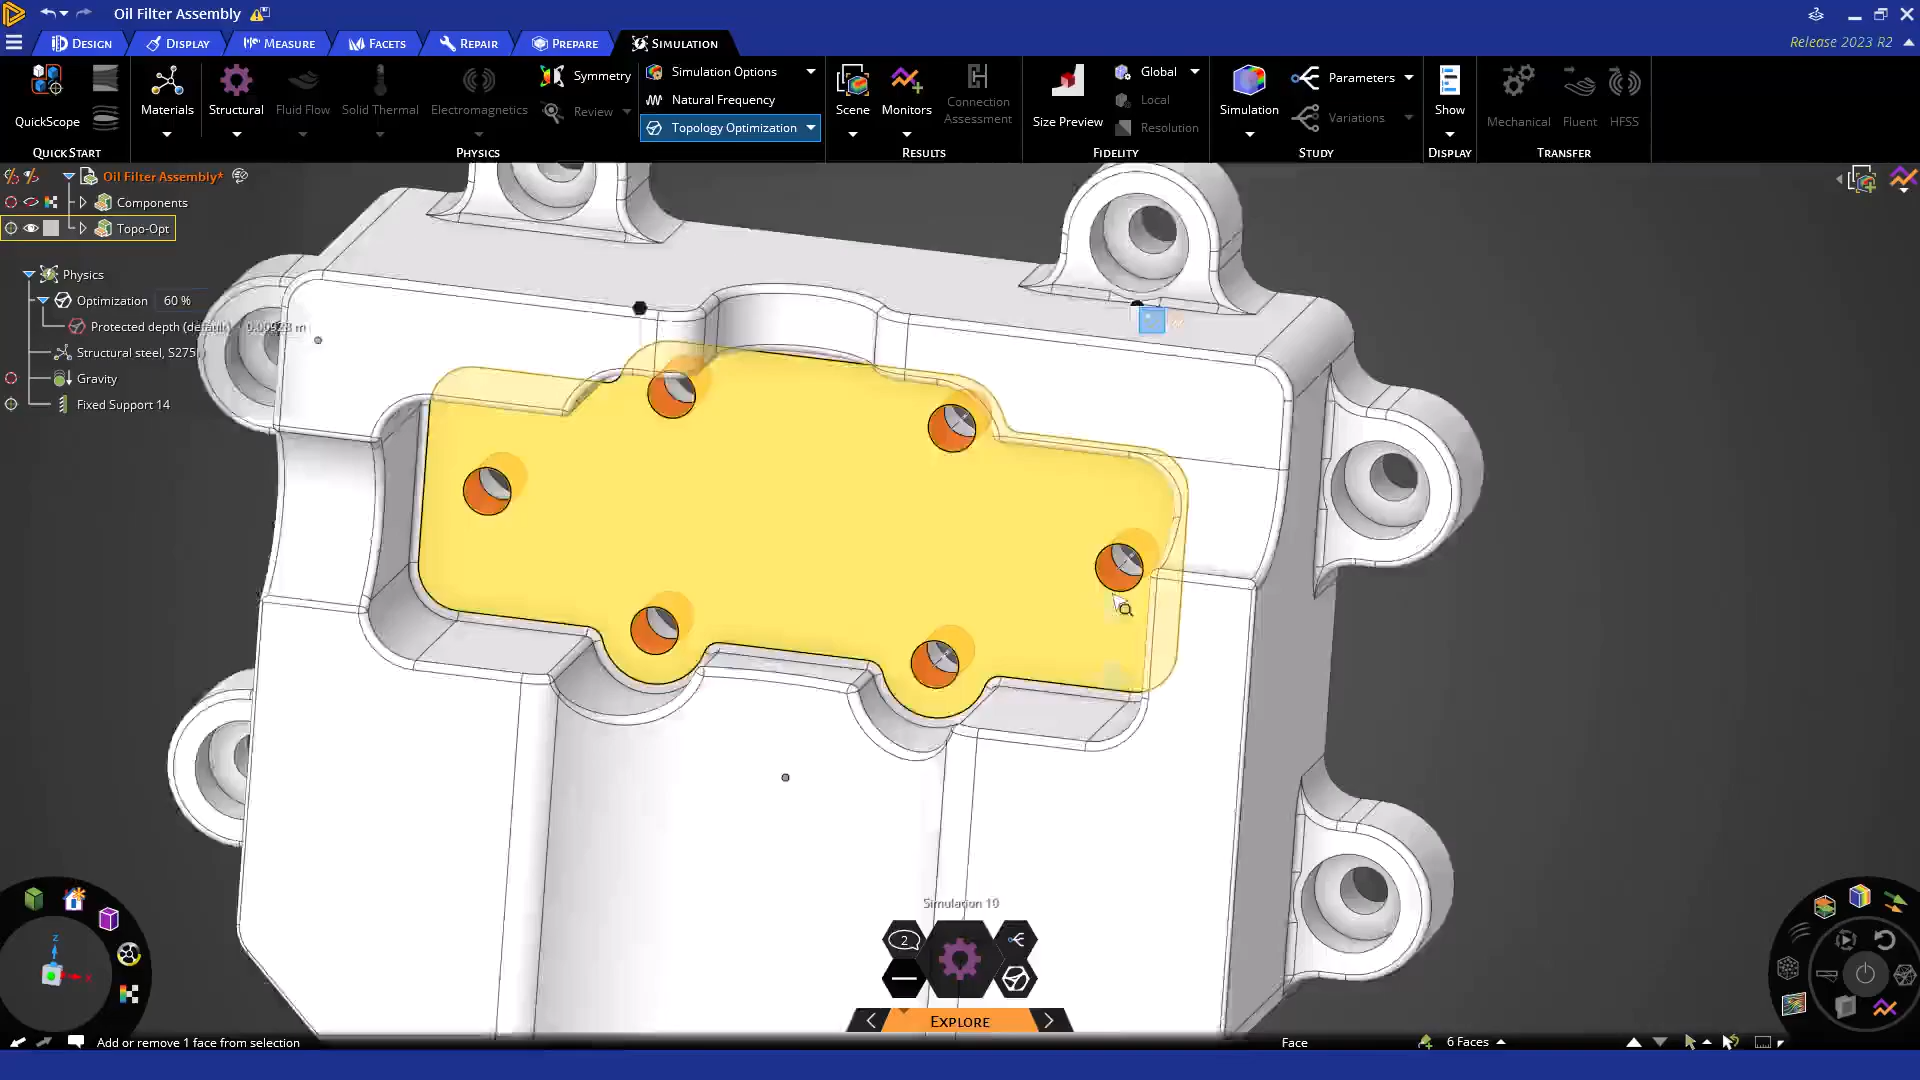 Oil Filter Assembly
DESIGN
DISPLAY
MEASURE
FACETS
REPAIR
PREPARE
SIMULATION
Release 2023 R2
QuickScope
QUICK START
Materials
Structural
Fluid Flow
Solid Thermal
Electromagnetics
Symmetry
Review
PHYSICS
Simulation Options
Natural Frequency
Topology Optimization
Scene
Monitors
Connection
Assessment
RESULTS
Size Preview
Global
Local
Resolution
FIDELITY
Simulation
Parameters
Variations
STUDY
Show
DISPLAY
Mechanical
Fluent
HFSS
TRANSFER
Oil Filter Assembly*
Components
Topo-Opt
Physics
Optimization 60 %
Protected depth (default)
Structural steel, S275
Gravity
Fixed Support 14
Simulation 19
2
EXPLORE
Z
X
Add or remove 1 face from selection
Face
6 Faces